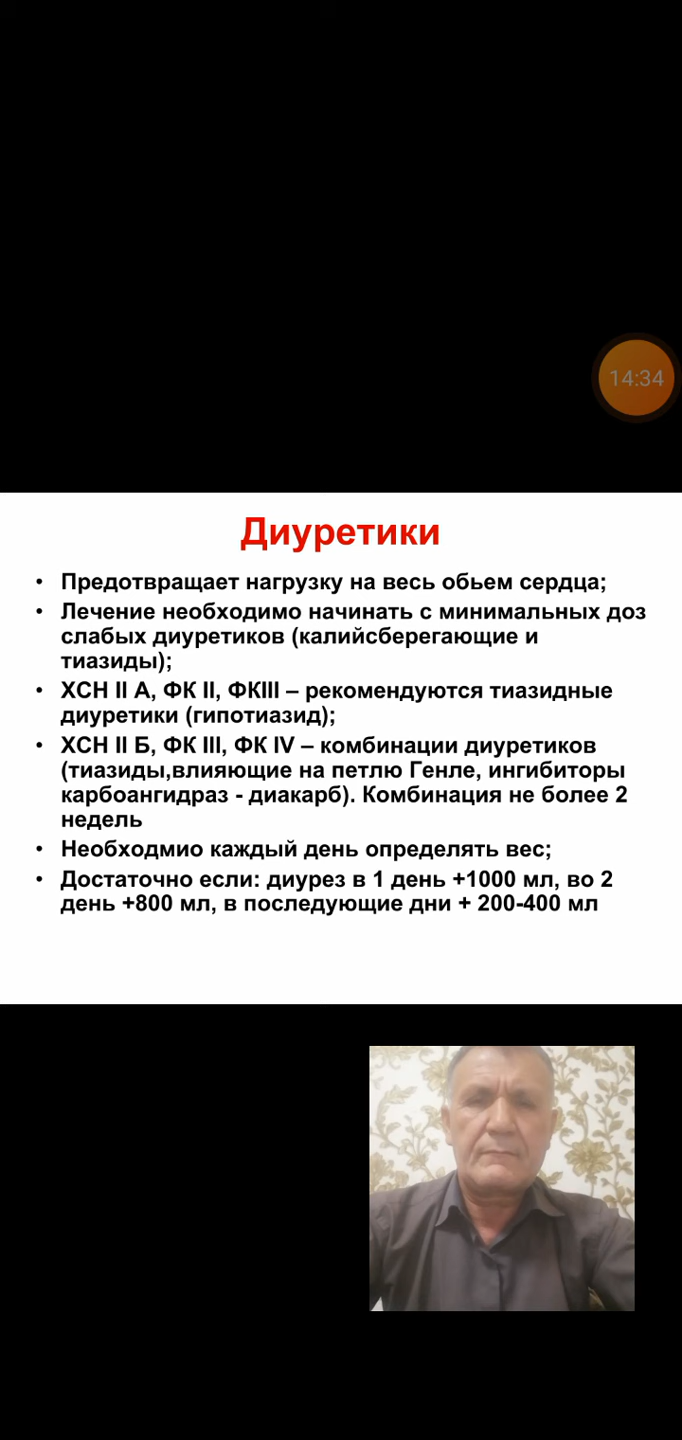 14:34
Диуретики
• Предотвращает нагрузку на весь обьем сердца;
• Лечение необходимо начинать с минимальных доз
слабых диуретиков (калийсберегающие и
тиазиды);
• ХСН II А, ФК II, ФКIII – рекомендуются тиазидные
диуретики (гипотиазид);
• ХСН II Б, ФК III, ФК IV – комбинации диуретиков
(тиазиды,влияющие на петлю Генле, ингибиторы
карбоангидраз - диакарб). Комбинация не более 2
недель
• Необходмио каждый день определять вес;
• Достаточно если: диурез в 1 день +1000 мл, во 2
день +800 мл, в последующие дни + 200-400 мл